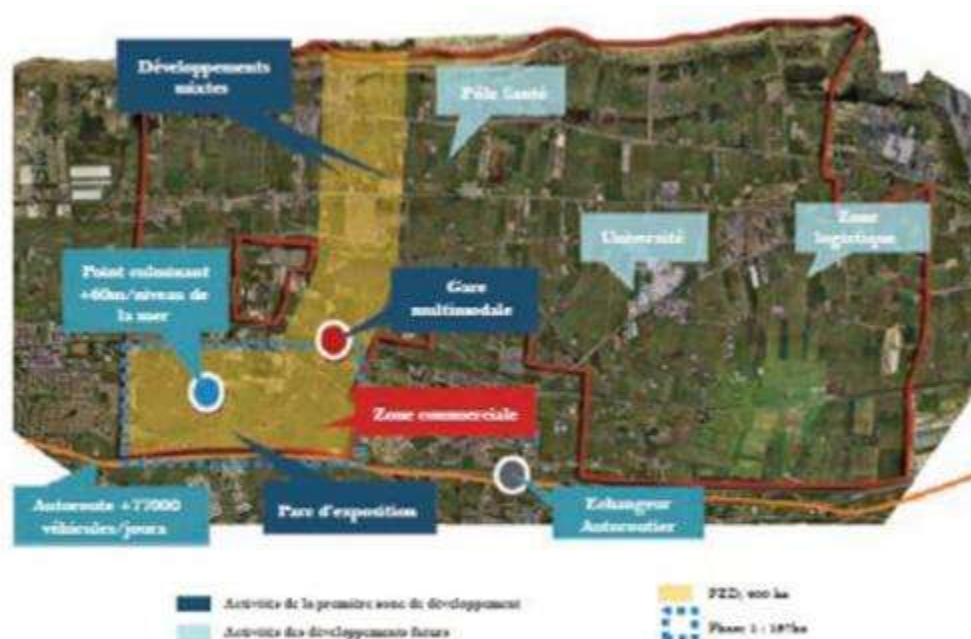 Développements
mixtes
Pôle Santé
Université
Zone
logistique
Point culminant
+60m/niveau de
la mer
Gare
multimodale
Zone commerciale
Autoroute +77000
véhicules/jours
Parc d'exposition
Echangeur
Autoroutier
Activités de la première zone de développement
Activités des développements futurs
ha
Phase 1 :